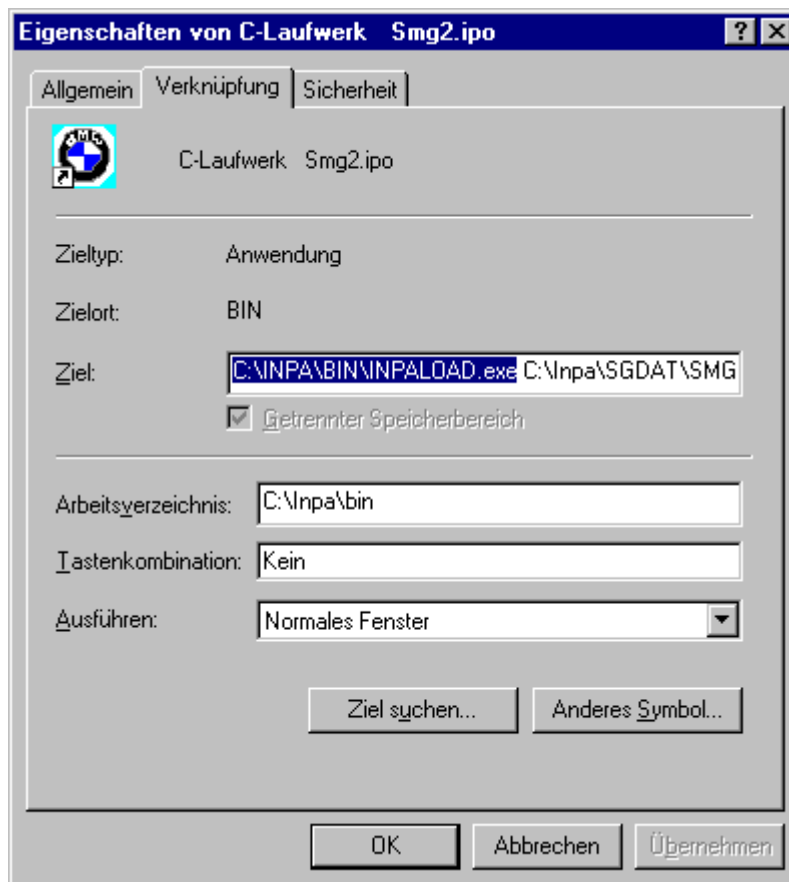 Eigenschaften von C-Laufwerk Smg2.ipo
Allgemein Verknüpfung Sicherheit
C-Laufwerk Smg2.ipo
Zieltyp: Anwendung
Zielort: BIN
Ziel: C:\INPA\BIN\INPALOAD.exe C:\Inpa\SGDAT\SMG
Getrennter Speicherbereich
Arbeitsverzeichnis: C:\Inpa\bin
Tastenkombination: Kein
Ausführen: Normales Fenster
Ziel suchen... Anderes Symbol...
OK Abbrechen Übernehmen